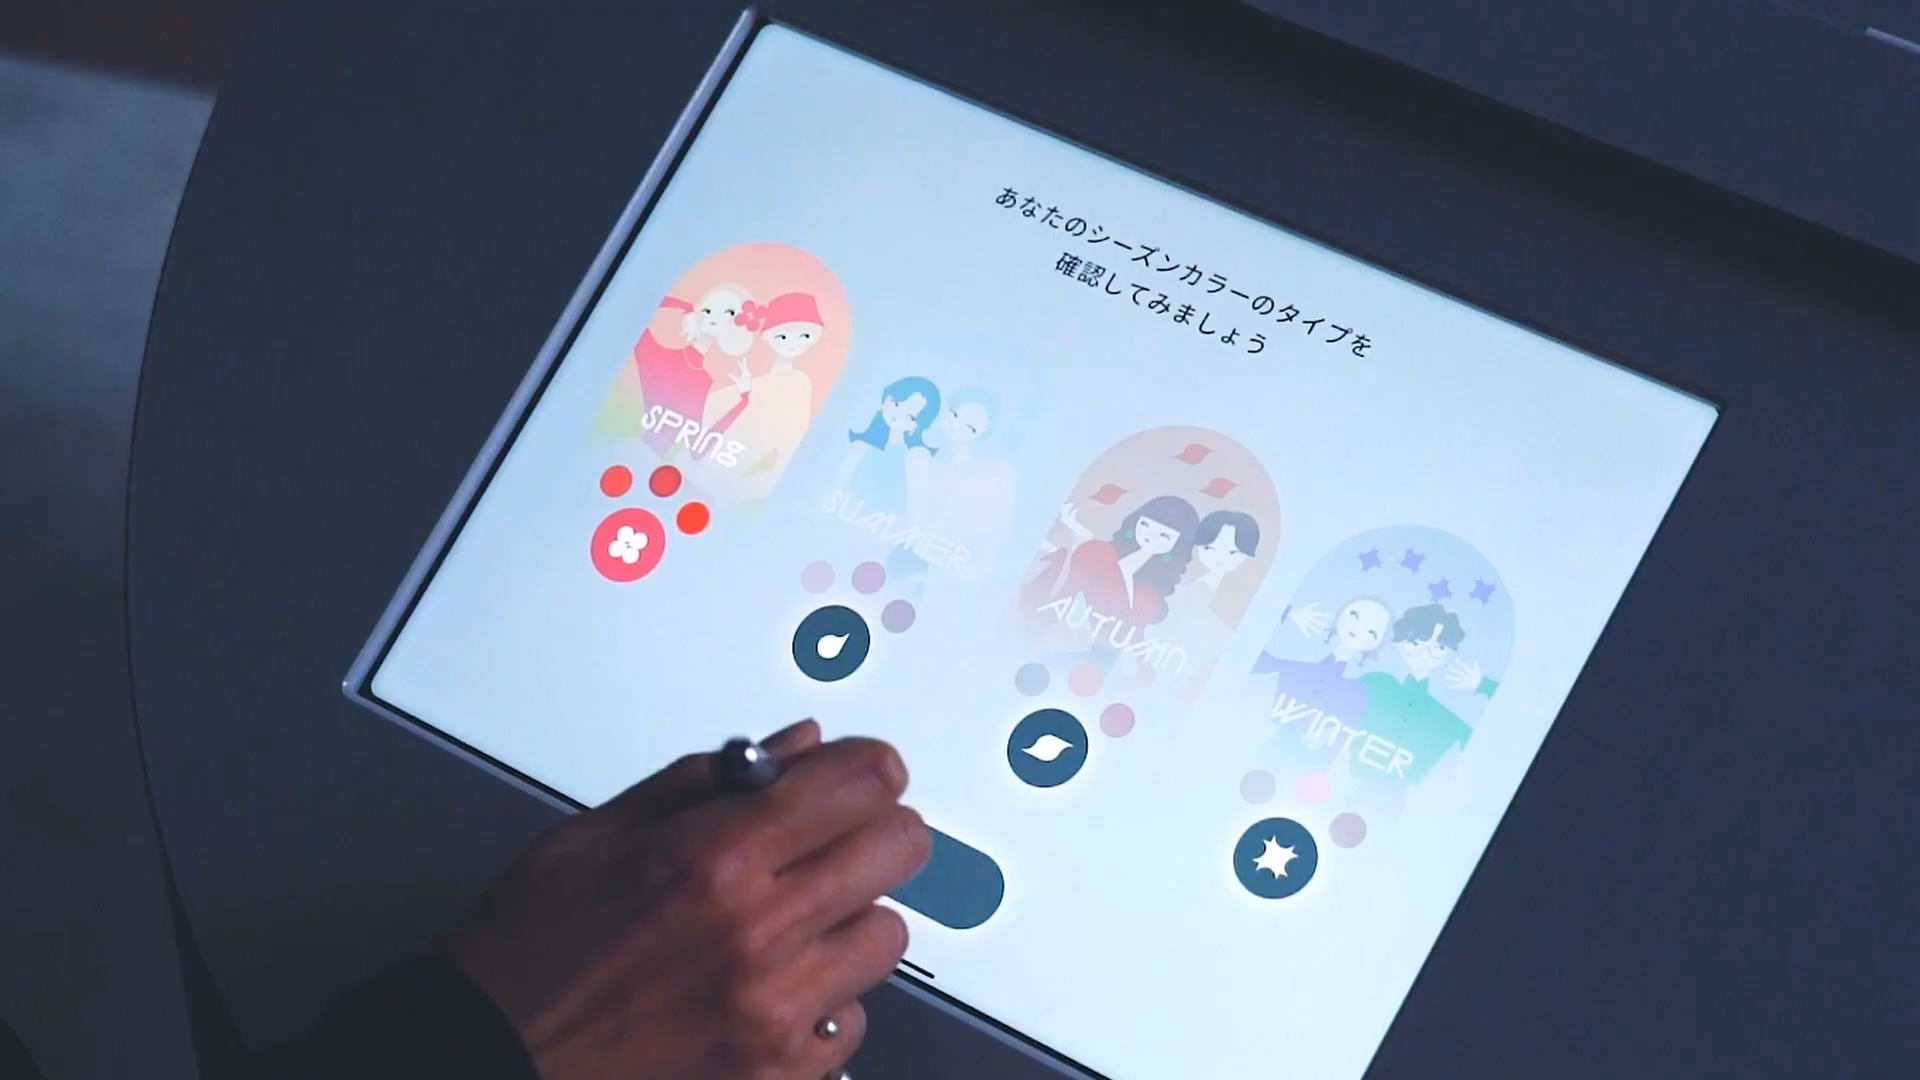 あなたのシーズンカラーのタイプを
確認してみましょう
SPRING
SUMMER
AUTUMN
WINTER